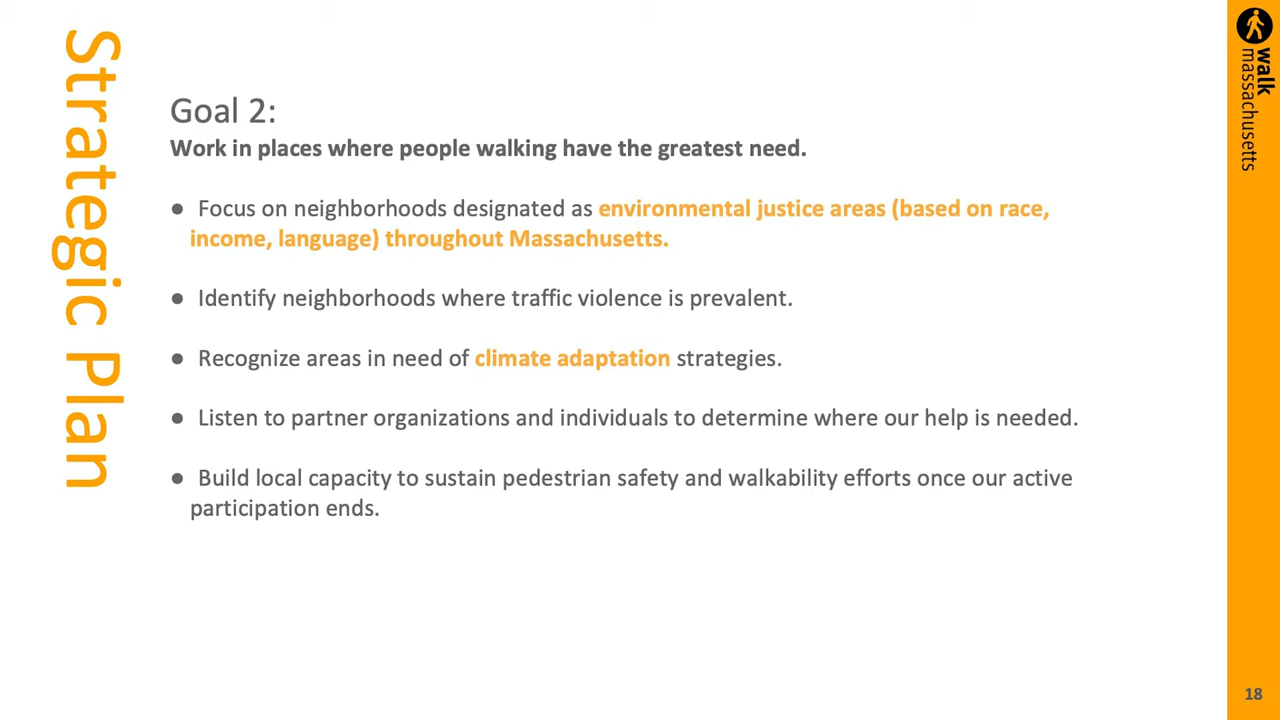 Strategic Plan
Goal 2:
Work in places where people walking have the greatest need.
● Focus on neighborhoods designated as environmental justice areas (based on race,
income, language) throughout Massachusetts.
● Identify neighborhoods where traffic violence is prevalent.
● Recognize areas in need of climate adaptation strategies.
● Listen to partner organizations and individuals to determine where our help is needed.
● Build local capacity to sustain pedestrian safety and walkability efforts once our active
participation ends.
walk
massachusetts
18